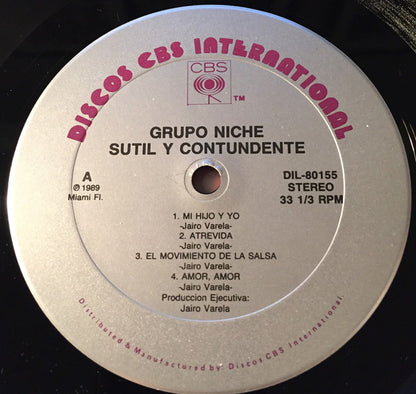 DISCOS CBS INTERNATIONAL
CBS
TM
GRUPO NICHE
SUTIL Y CONTUNDENTE
A
℗ 1989
Miami Fl.
DIL-80155
STEREO
33 1/3 RPM
1. MI HIJO Y YO
-Jairo Varela-
2. ATREVIDA
-Jairo Varela-
3. EL MOVIMIENTO DE LA SALSA
-Jairo Varela-
4. AMOR, AMOR
-Jairo Varela-
Produccion Ejecutiva:
Jairo Varela
Distributed & Manufactured by Discos CBS International.